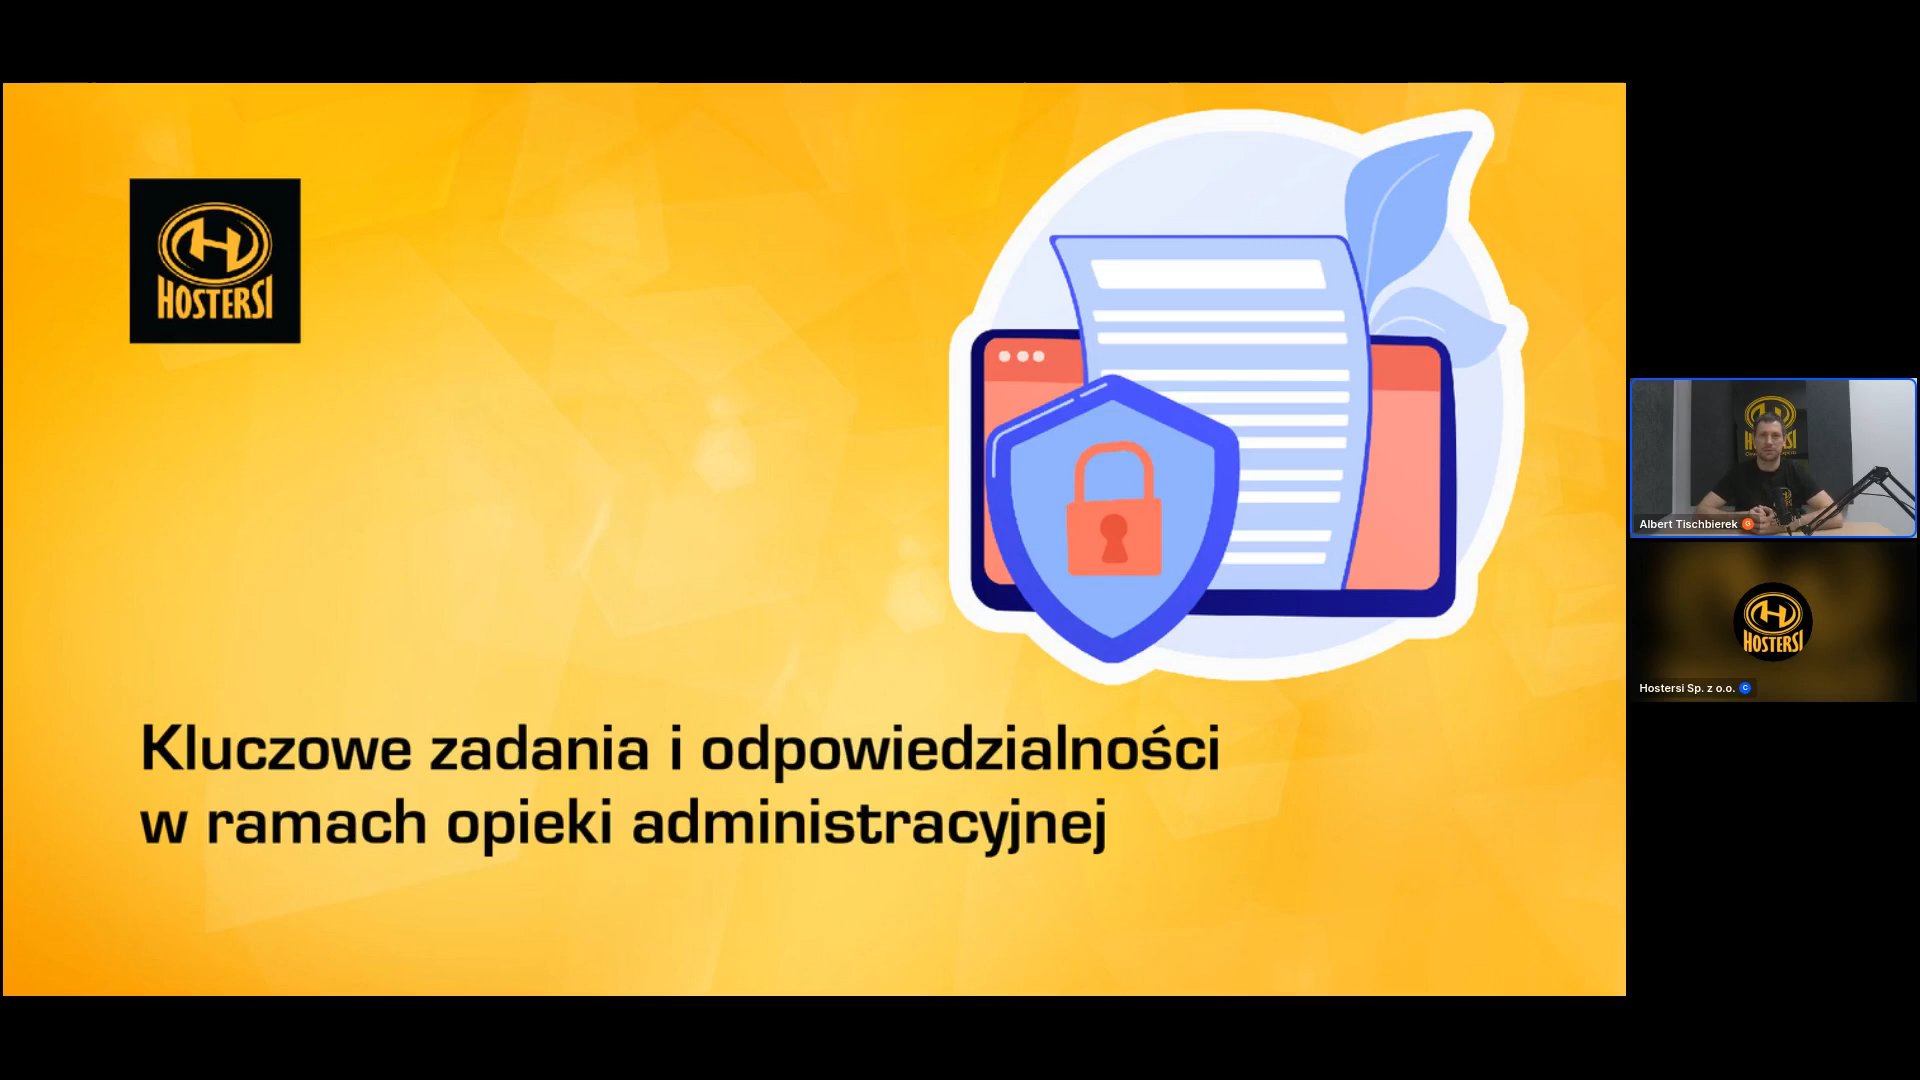 HOSTERSI
Kluczowe zadania i odpowiedzialności
w ramach opieki administracyjnej
Albert Tischbierek G
HOSTERSI
Hostersi Sp. z o.o. C